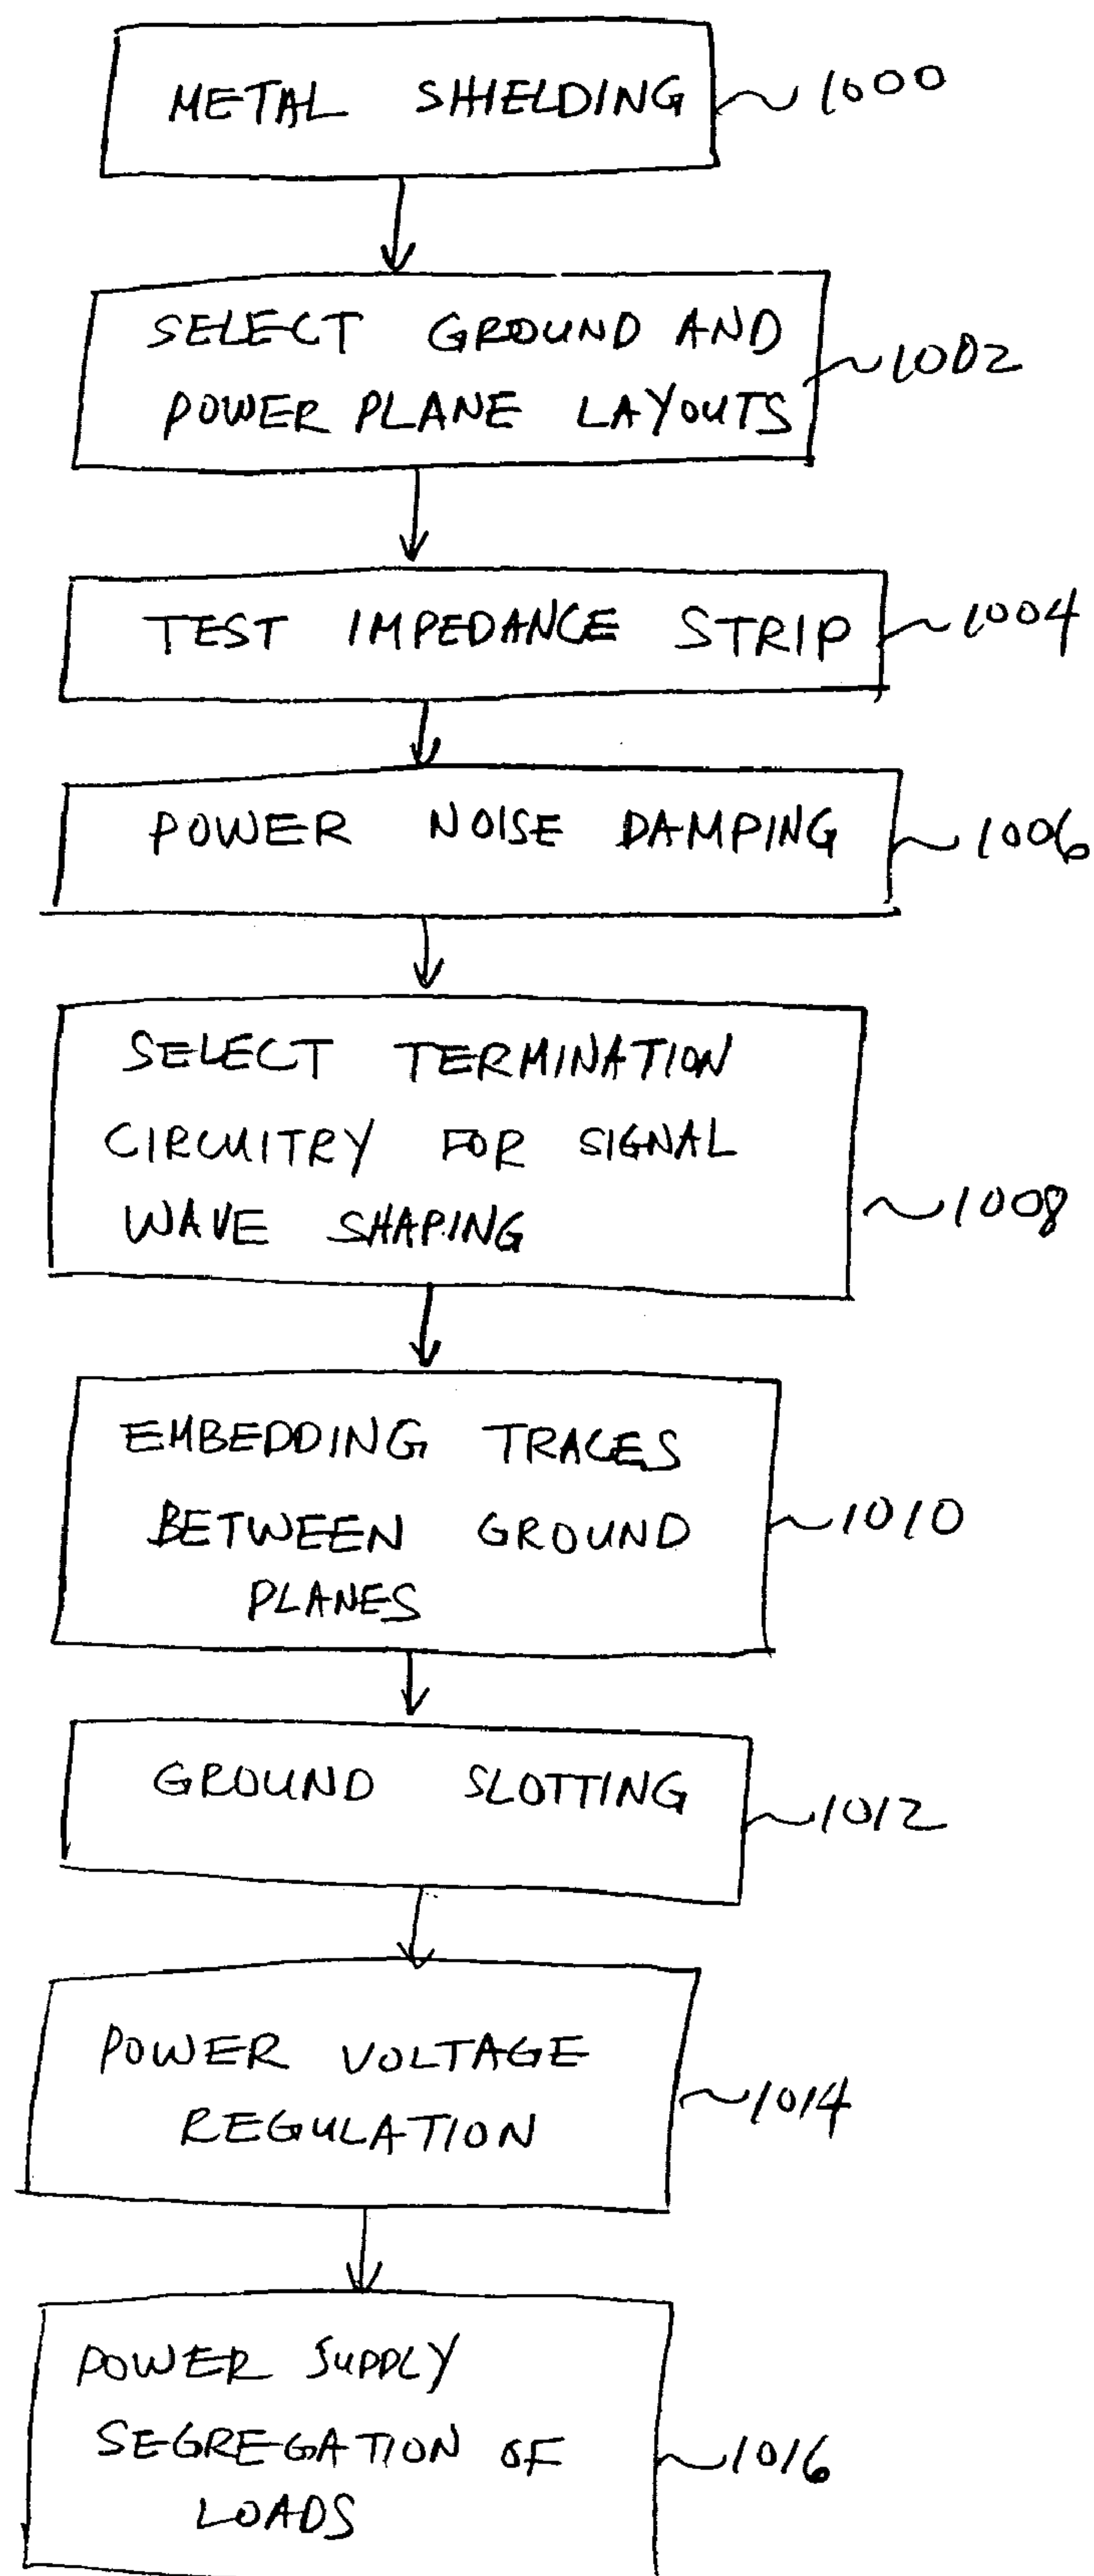 METAL SHIELDING
1000
SELECT GROUND AND
POWER PLANE LAYOUTS
1002
TEST IMPEDANCE STRIP
1004
POWER NOISE DAMPING
1006
SELECT TERMINATION
CIRCUITRY FOR SIGNAL
WAVE SHAPING
1008
EMBEDDING TRACES
BETWEEN GROUND
PLANES
1010
GROUND SLOTTING
1012
POWER VOLTAGE
REGULATION
1014
POWER SUPPLY
SEGREGATION OF
LOADS
1016